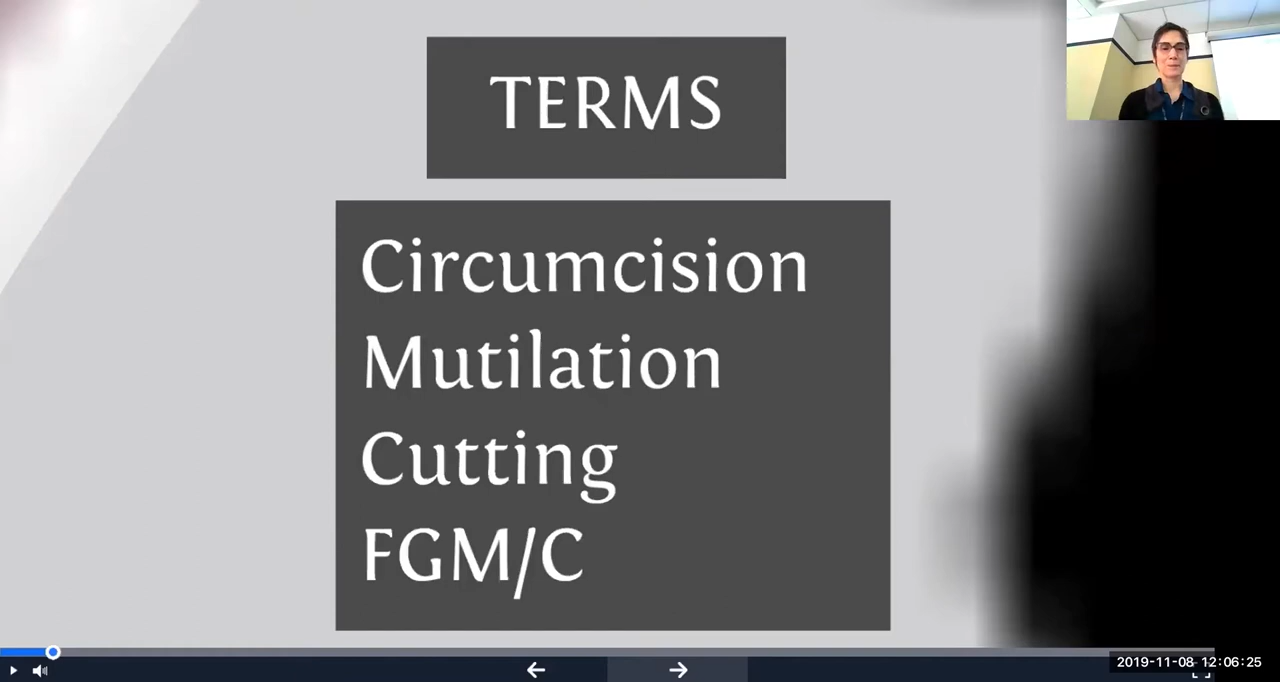 TERMS
Circumcision
Mutilation
Cutting
FGM/C
2019-11-08 12:06:25